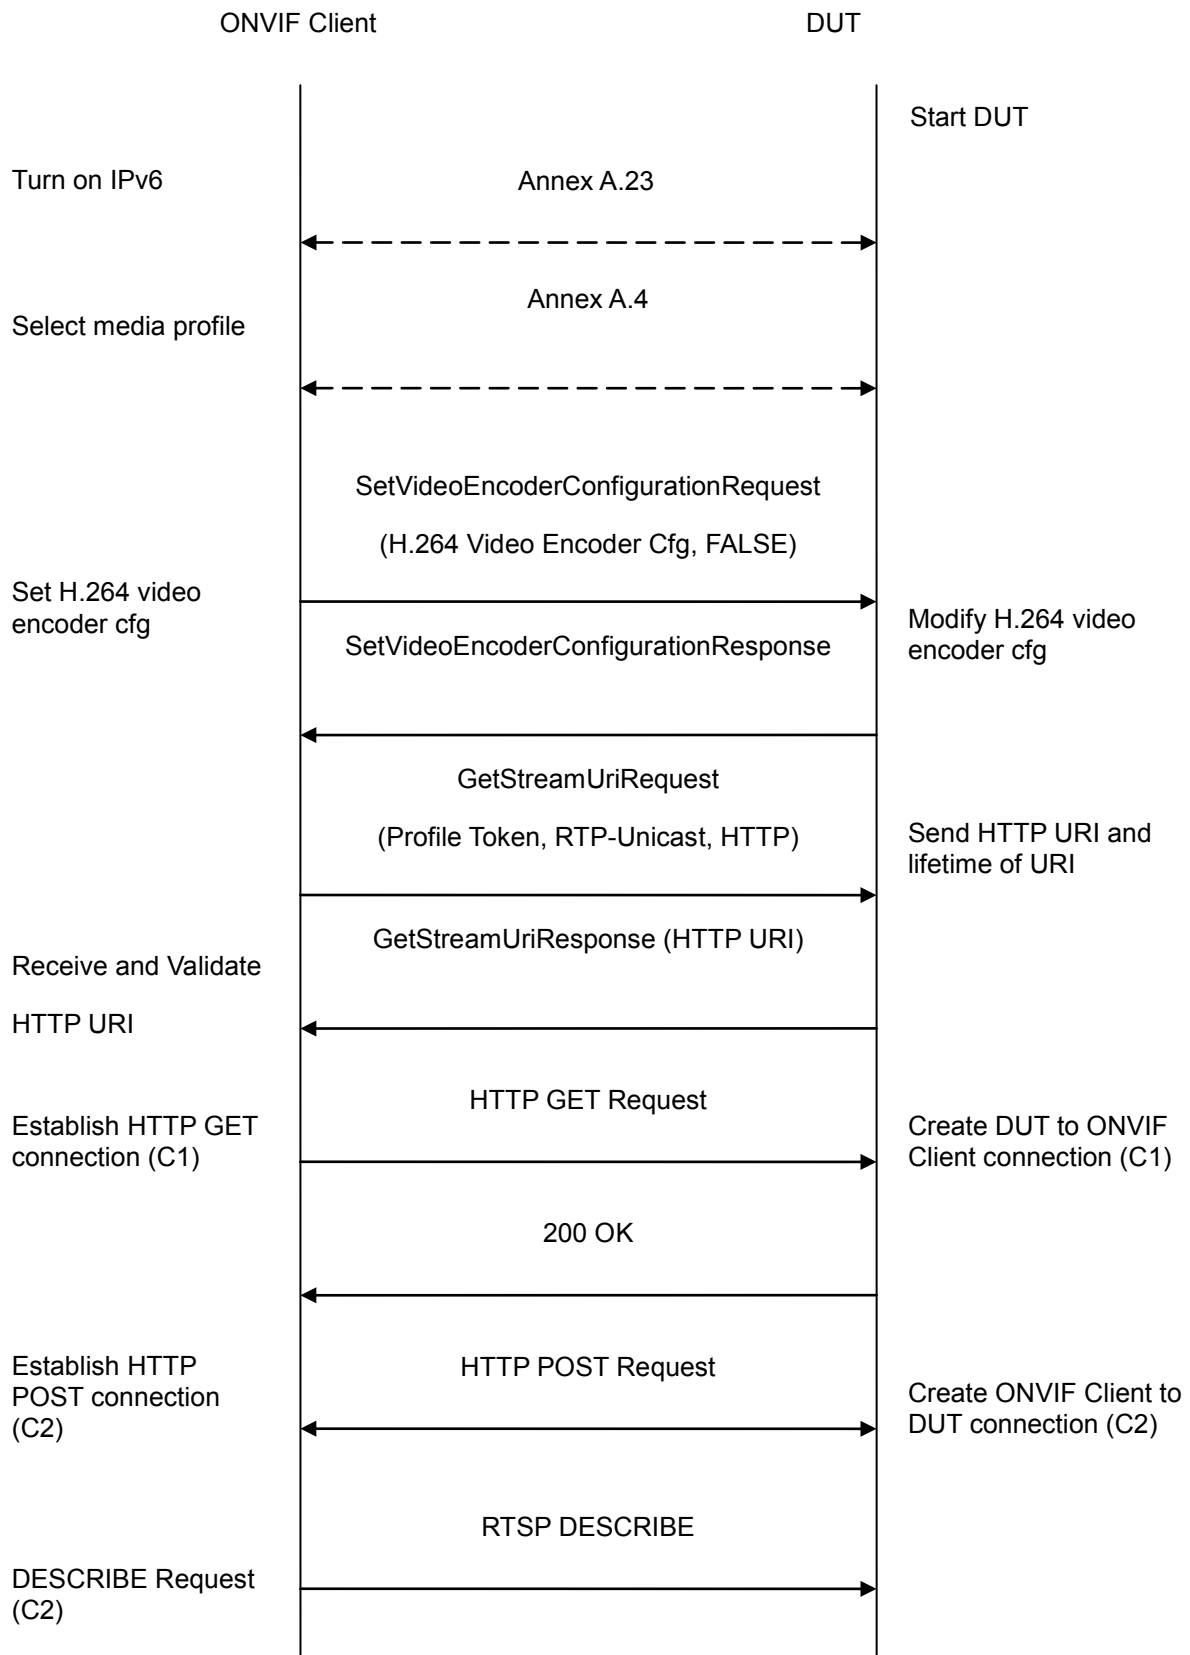 ONVIF Client
DUT
Start DUT
Turn on IPv6
Annex A.23
Annex A.4
Select media profile
SetVideoEncoderConfigurationRequest
(H.264 Video Encoder Cfg, FALSE)
Set H.264 video
encoder cfg
Modify H.264 video
encoder cfg
SetVideoEncoderConfigurationResponse
GetStreamUriRequest
(Profile Token, RTP-Unicast, HTTP)
Send HTTP URI and
lifetime of URI
GetStreamUriResponse (HTTP URI)
Receive and Validate
HTTP URI
HTTP GET Request
Establish HTTP GET
connection (C1)
Create DUT to ONVIF
Client connection (C1)
200 OK
HTTP POST Request
Establish HTTP
POST connection
(C2)
Create ONVIF Client to
DUT connection (C2)
RTSP DESCRIBE
DESCRIBE Request
(C2)